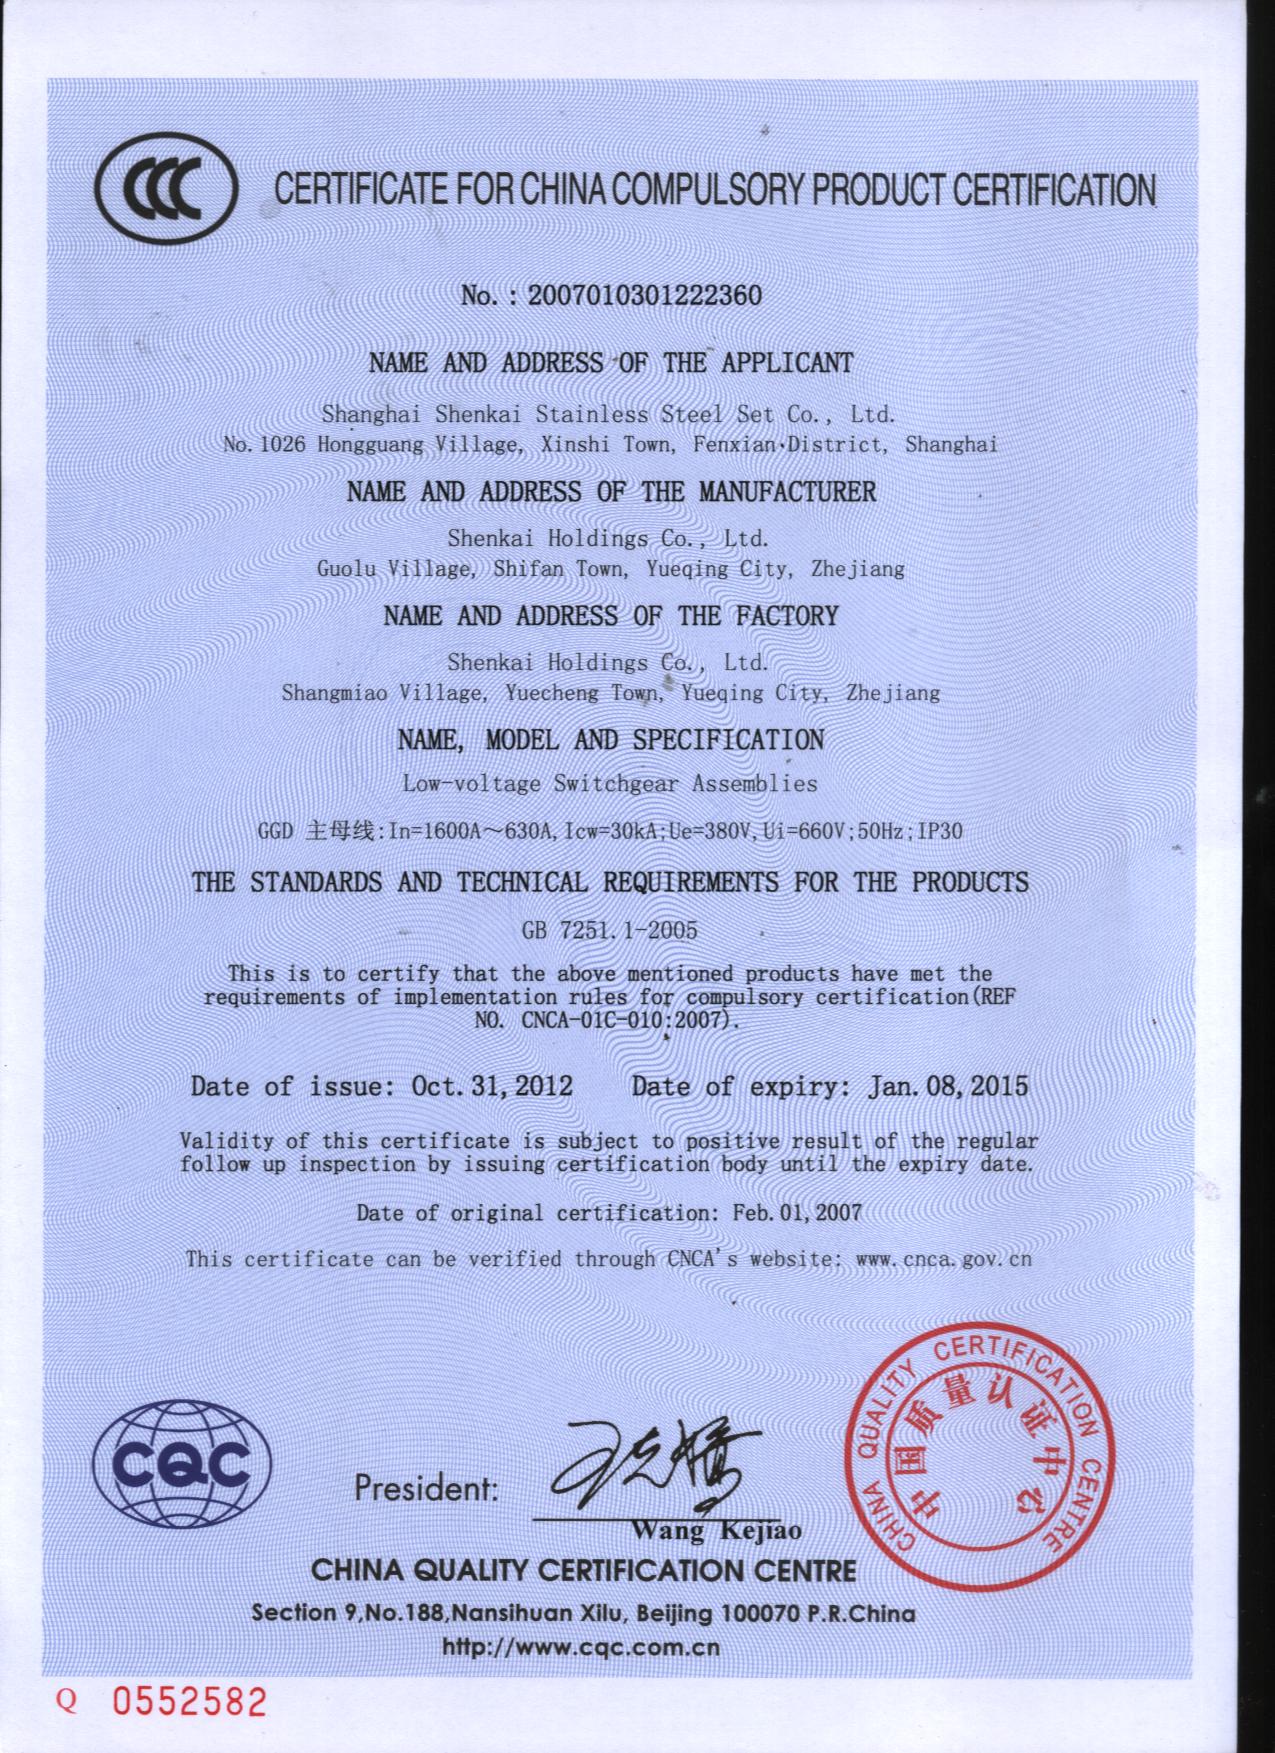 CCC
CERTIFICATE FOR CHINA COMPULSORY PRODUCT CERTIFICATION
No.：2007010301222360
NAME AND ADDRESS OF THE APPLICANT
Shanghai Shenkai Stainless Steel Set Co., Ltd.
No.1026 Hongguang Village, Xinshi Town, Fenxian·District, Shanghai
NAME AND ADDRESS OF THE MANUFACTURER
Shenkai Holdings Co., Ltd.
Guolu Village, Shifan Town, Yueqing City, Zhejiang
NAME AND ADDRESS OF THE FACTORY
Shenkai Holdings Co., Ltd.
Shangmiao Village, Yuecheng Town, Yueqing City, Zhejiang
NAME, MODEL AND SPECIFICATION
Low-voltage Switchgear Assemblies
GGD 主母线:In=1600A～630A,Icw=30kA;Ue=380V,Ui=660V;50Hz;IP30
THE STANDARDS AND TECHNICAL REQUIREMENTS FOR THE PRODUCTS
GB 7251.1-2005
This is to certify that the above mentioned products have met the
requirements of implementation rules for compulsory certification(REF
NO. CNCA-01C-010:2007).
Date of issue: Oct.31,2012 Date of expiry: Jan.08,2015
Validity of this certificate is subject to positive result of the regular
follow up inspection by issuing certification body until the expiry date.
Date of original certification: Feb.01,2007
This certificate can be verified through CNCA's website: www.cnca.gov.cn
CHINA QUALITY CERTIFICATION CENTRE
中国质量认证中心
CQC
President:
王克娇
Wang Kejiao
CHINA QUALITY CERTIFICATION CENTRE
Section 9,No.188,Nansihuan Xilu, Beijing 100070 P.R.China
http://www.cqc.com.cn
Q 0552582